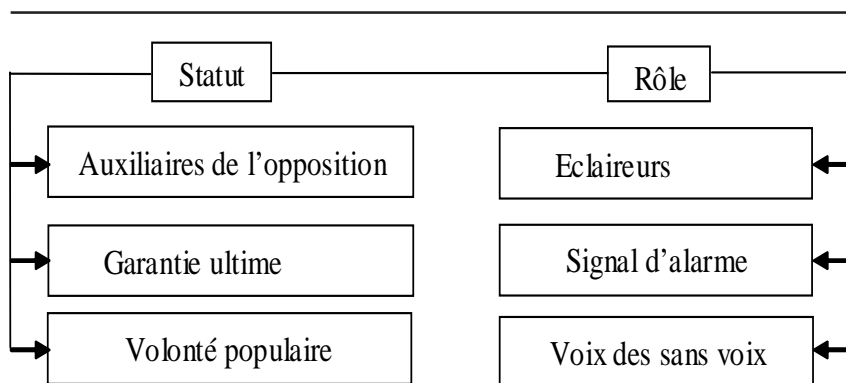 Statut
Rôle
Auxiliaires de l’opposition
Eclaireurs
Garantie ultime
Signal d’alarme
Volonté populaire
Voix des sans voix